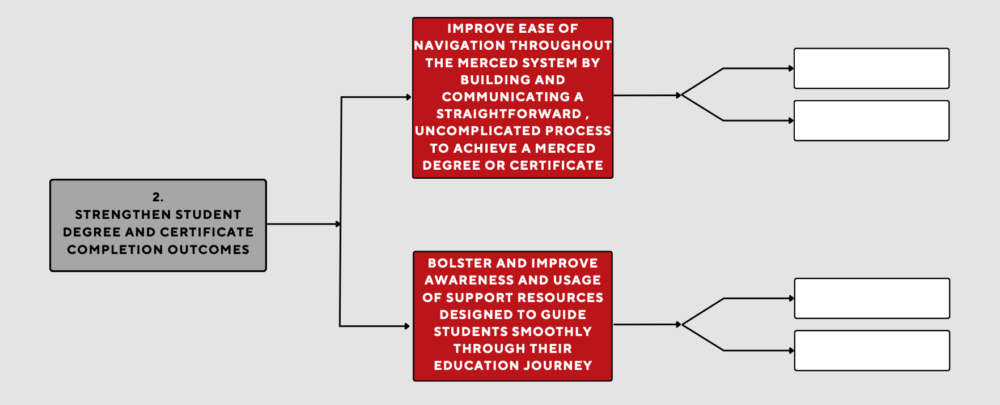 2.
STRENGTHEN STUDENT
DEGREE AND CERTIFICATE
COMPLETION OUTCOMES
IMPROVE EASE OF
NAVIGATION THROUGHOUT
THE MERCED SYSTEM BY
BUILDING AND
COMMUNICATING A
STRAIGHTFORWARD ,
UNCOMPLICATED PROCESS
TO ACHIEVE A MERCED
DEGREE OR CERTIFICATE
BOLSTER AND IMPROVE
AWARENESS AND USAGE
OF SUPPORT RESOURCES
DESIGNED TO GUIDE
STUDENTS SMOOTHLY
THROUGH THEIR
EDUCATION JOURNEY